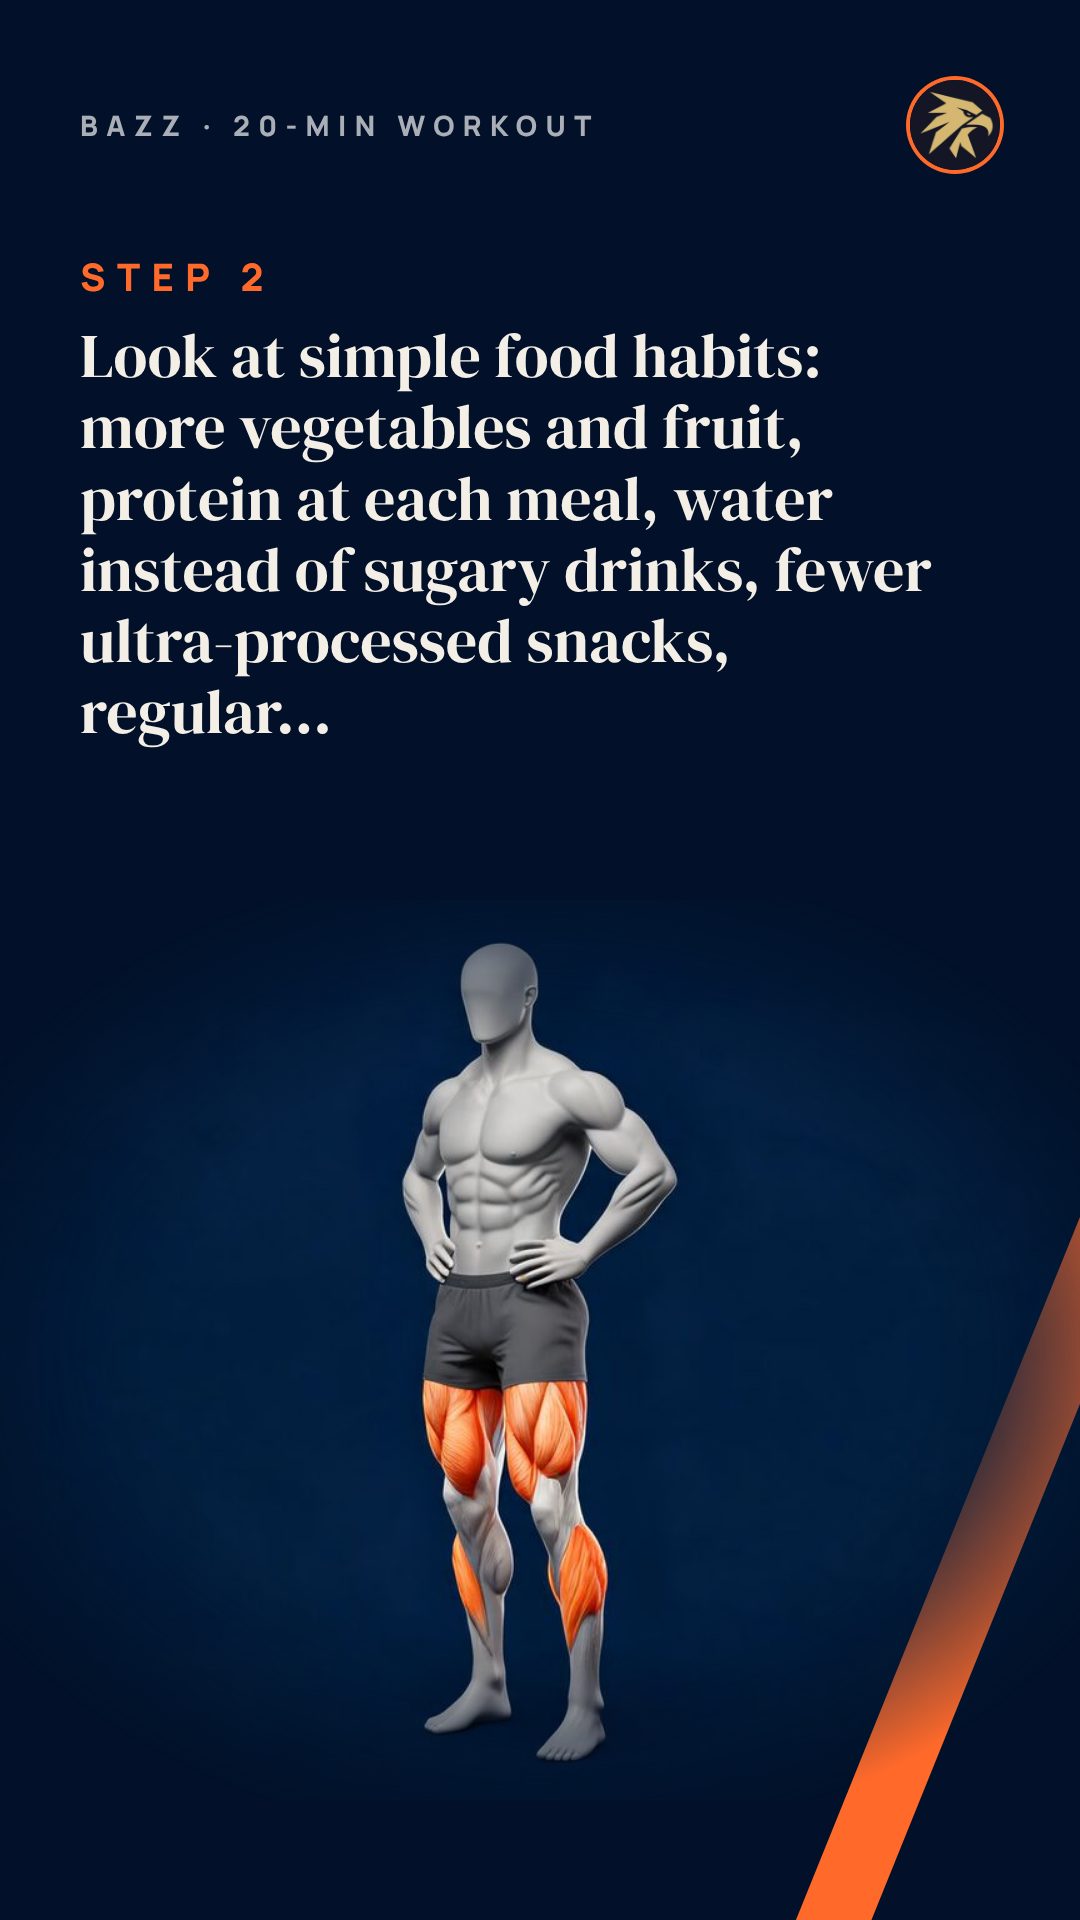 BAZZ · 20-MIN WORKOUT
STEP 2
Look at simple food habits:
more vegetables and fruit,
protein at each meal, water
instead of sugary drinks, fewer
ultra-processed snacks,
regular...